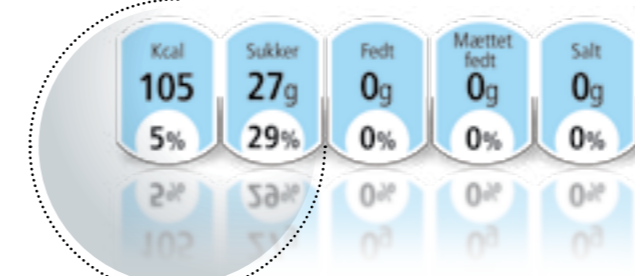 Kcal Sukker Fedt Mættet fedt Salt
105 27g 0g 0g 0g
5% 29% 0% 0% 0%